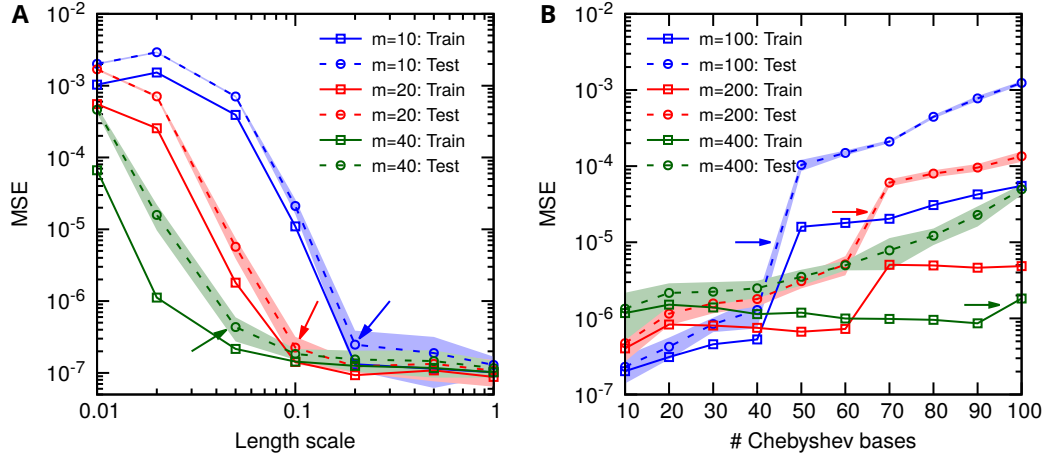 A
10^-2
10^-3
10^-4
10^-5
10^-6
10^-7
MSE
m=10: Train
m=10: Test
m=20: Train
m=20: Test
m=40: Train
m=40: Test
0.01 0.1 1
Length scale
B
10^-2
10^-3
10^-4
10^-5
10^-6
10^-7
MSE
m=100: Train
m=100: Test
m=200: Train
m=200: Test
m=400: Train
m=400: Test
10 20 30 40 50 60 70 80 90 100
# Chebyshev bases